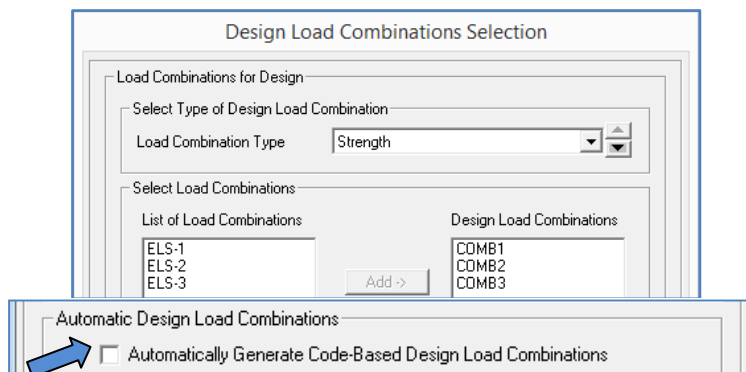 Design Load Combinations Selection
Load Combinations for Design
Select Type of Design Load Combination
Load Combination Type Strength
Select Load Combinations
List of Load Combinations Design Load Combinations
ELS-1 COMB1
ELS-2 COMB2
ELS-3 Add -> COMB3
Automatic Design Load Combinations
Automatically Generate Code-Based Design Load Combinations